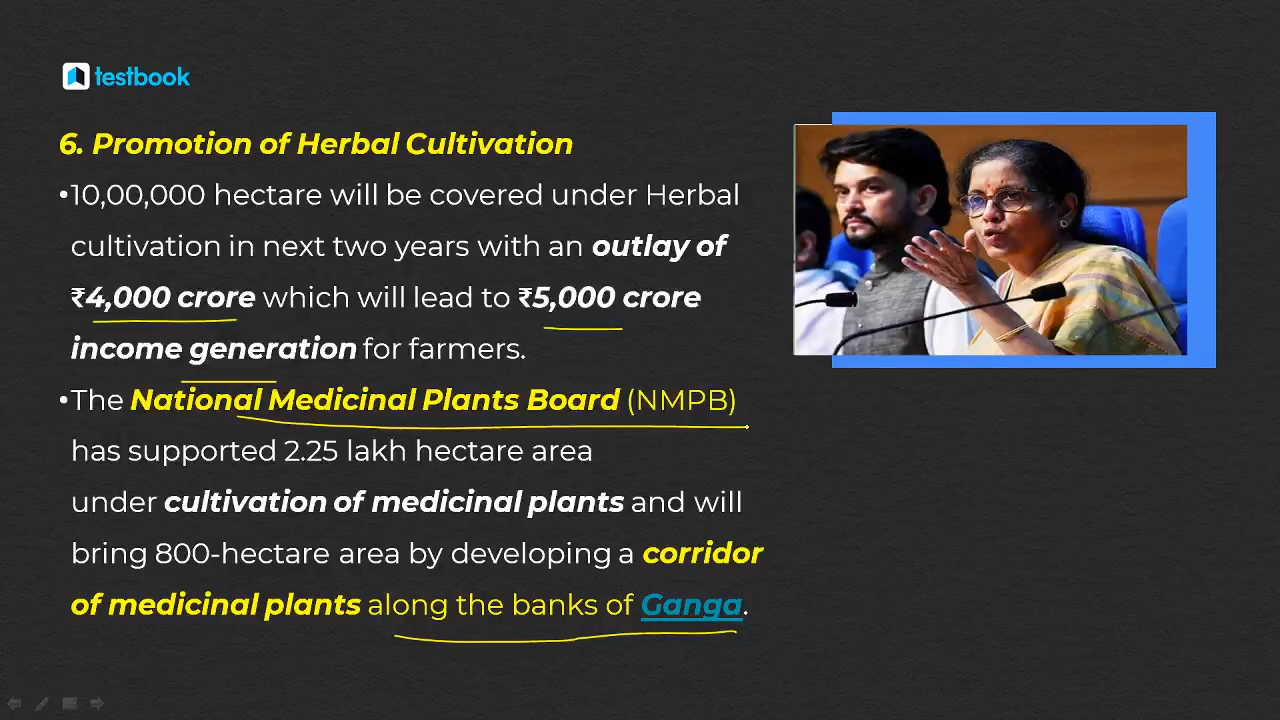 testbook
6. Promotion of Herbal Cultivation
•10,00,000 hectare will be covered under Herbal
cultivation in next two years with an outlay of
₹4,000 crore which will lead to ₹5,000 crore
income generation for farmers.
•The National Medicinal Plants Board (NMPB)
has supported 2.25 lakh hectare area
under cultivation of medicinal plants and will
bring 800-hectare area by developing a corridor
of medicinal plants along the banks of Ganga.